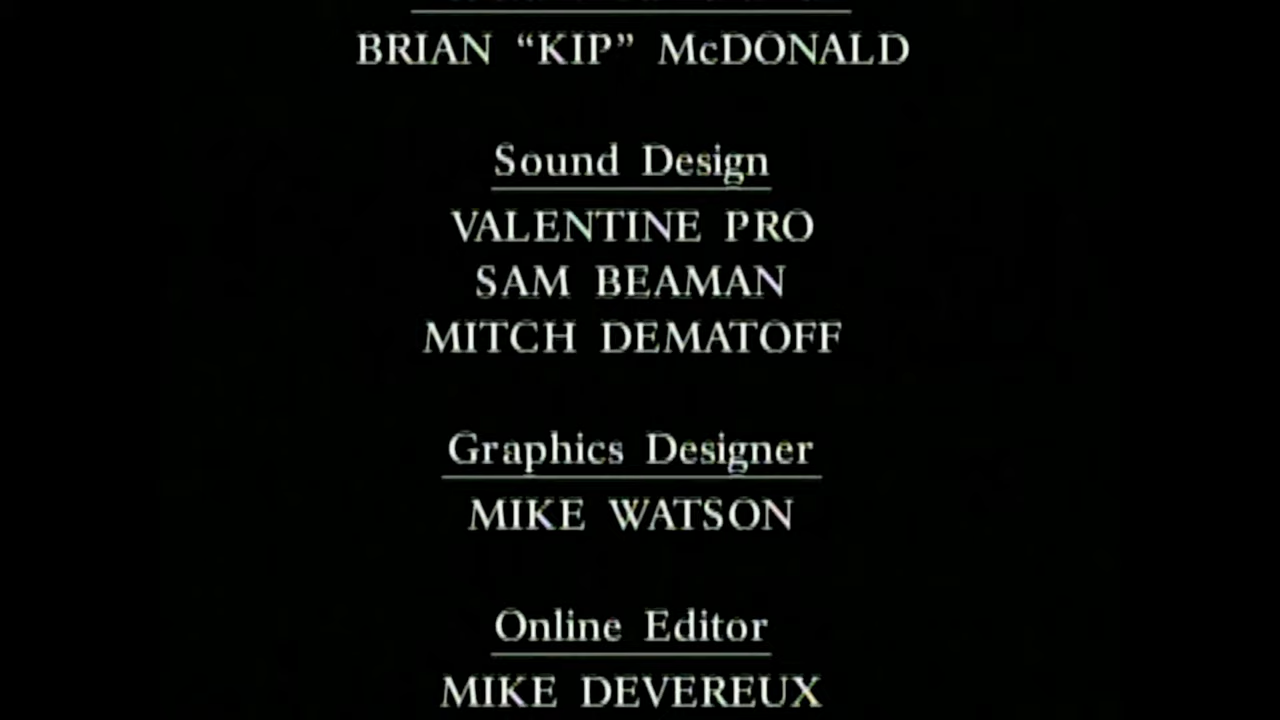 BRIAN “KIP” McDONALD
Sound Design
VALENTINE PRO
SAM BEAMAN
MITCH DEMATOFF
Graphics Designer
MIKE WATSON
Online Editor
MIKE DEVEREUX